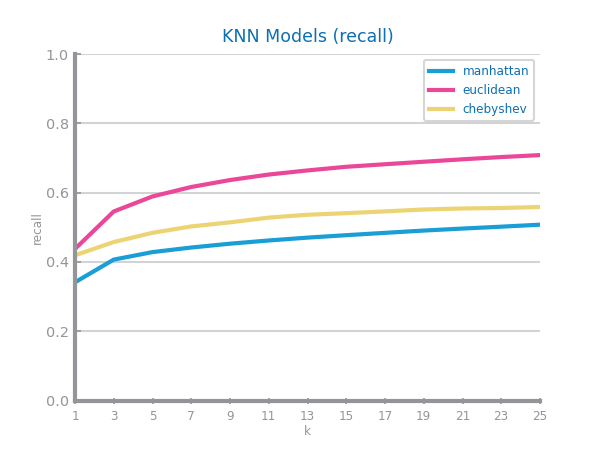 KNN Models (recall)
1.0
0.8
0.6
0.4
0.2
0.0
recall
manhattan
euclidean
chebyshev
1 3 5 7 9 11 13 15 17 19 21 23 25
k